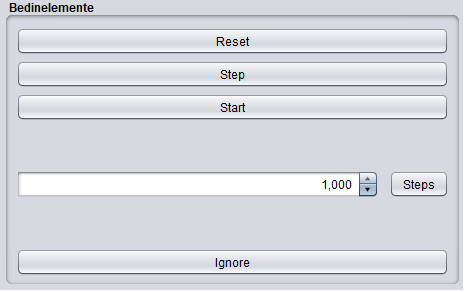 Bedinelemente
Reset
Step
Start
1,000 Steps
Ignore